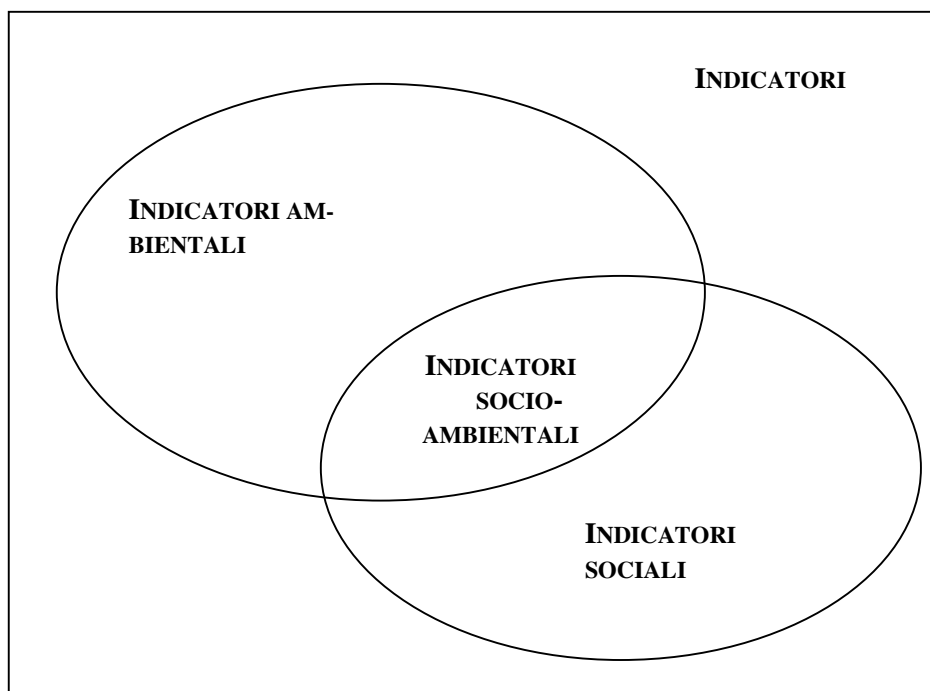 INDICATORI
INDICATORI AM-
BIENTALI
INDICATORI
SOCIO-
AMBIENTALI
INDICATORI
SOCIALI